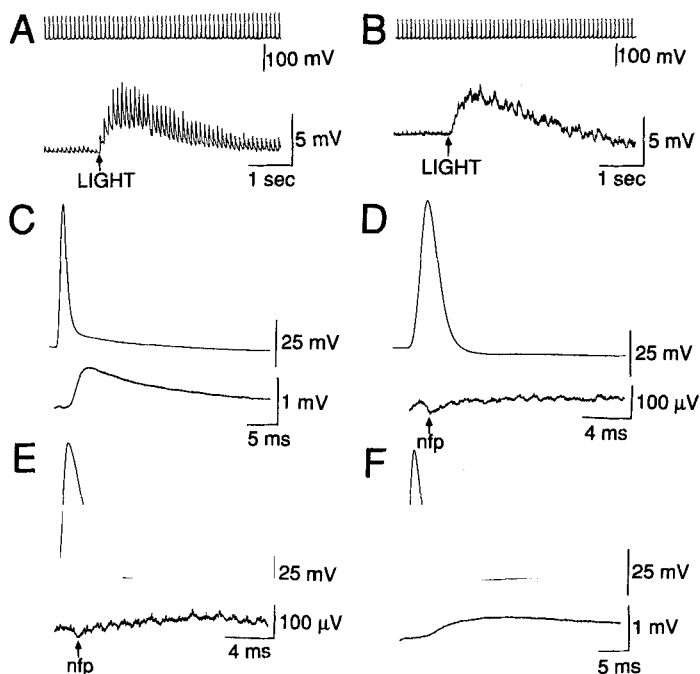 A
B
100 mV
100 mV
5 mV
5 mV
LIGHT
1 sec
LIGHT
1 sec
C
D
25 mV
25 mV
1 mV
100 µV
5 ms
nfp
4 ms
E
F
25 mV
25 mV
100 µV
1 mV
nfp
4 ms
5 ms